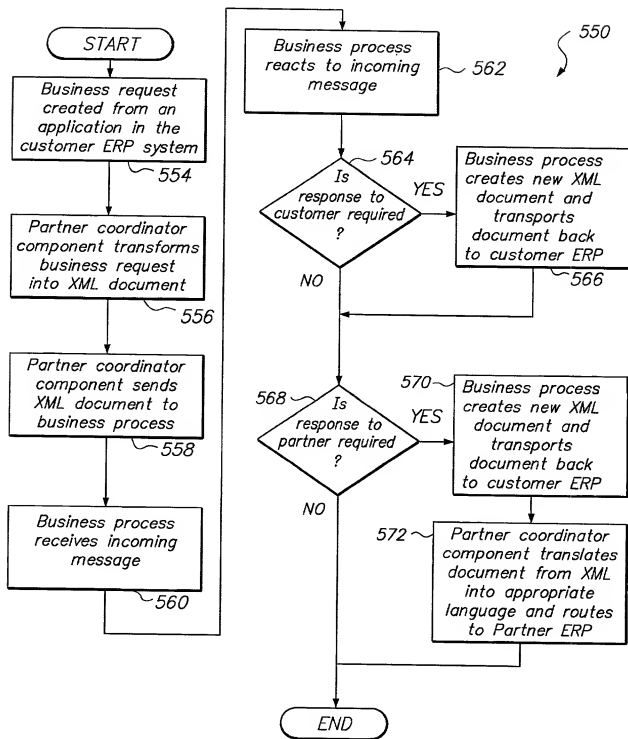 START
Business request
created from an
application in the
customer ERP system
554
Partner coordinator
component transforms
business request
into XML document
556
Partner coordinator
component sends
XML document to
business process
558
Business process
receives incoming
message
560
550
Business process
reacts to incoming
message
562
564
Is
response to
customer required
?
YES
NO
Business process
creates new XML
document and
transports
document back
to customer ERP
566
568
Is
response to
partner required
?
YES
NO
570
Business process
creates new XML
document and
transports
document back
to customer ERP
572
Partner coordinator
component translates
document from XML
into appropriate
language and routes
to Partner ERP
END